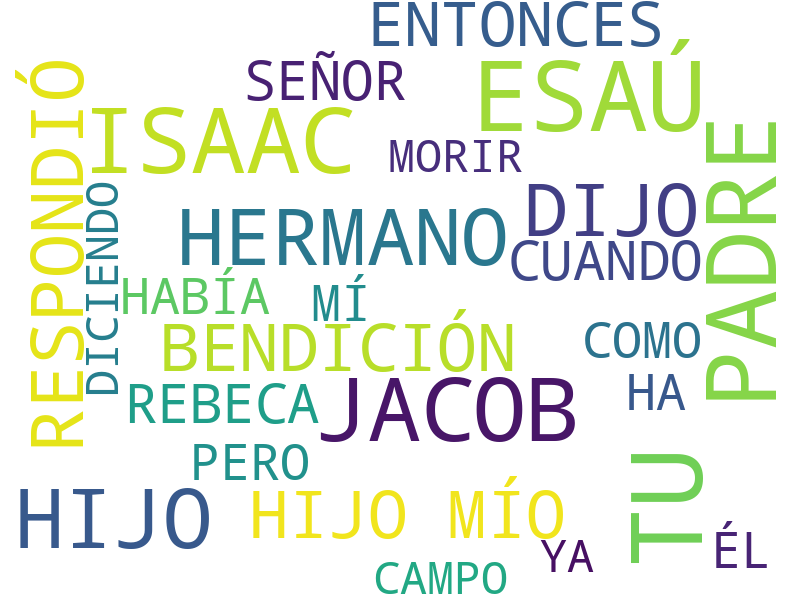 ENTONCES
SEÑOR
ESAÚ
ISAAC
MORIR
RESPONDIÓ
PADRE
DICIENDO
DIJO
HERMANO
CUANDO
HABÍA
MÍ
BENDICIÓN
COMO
JACOB
HA
REBECA
PERO
TU
HIJO
HIJO MÍO
ÉL
YA
CAMPO